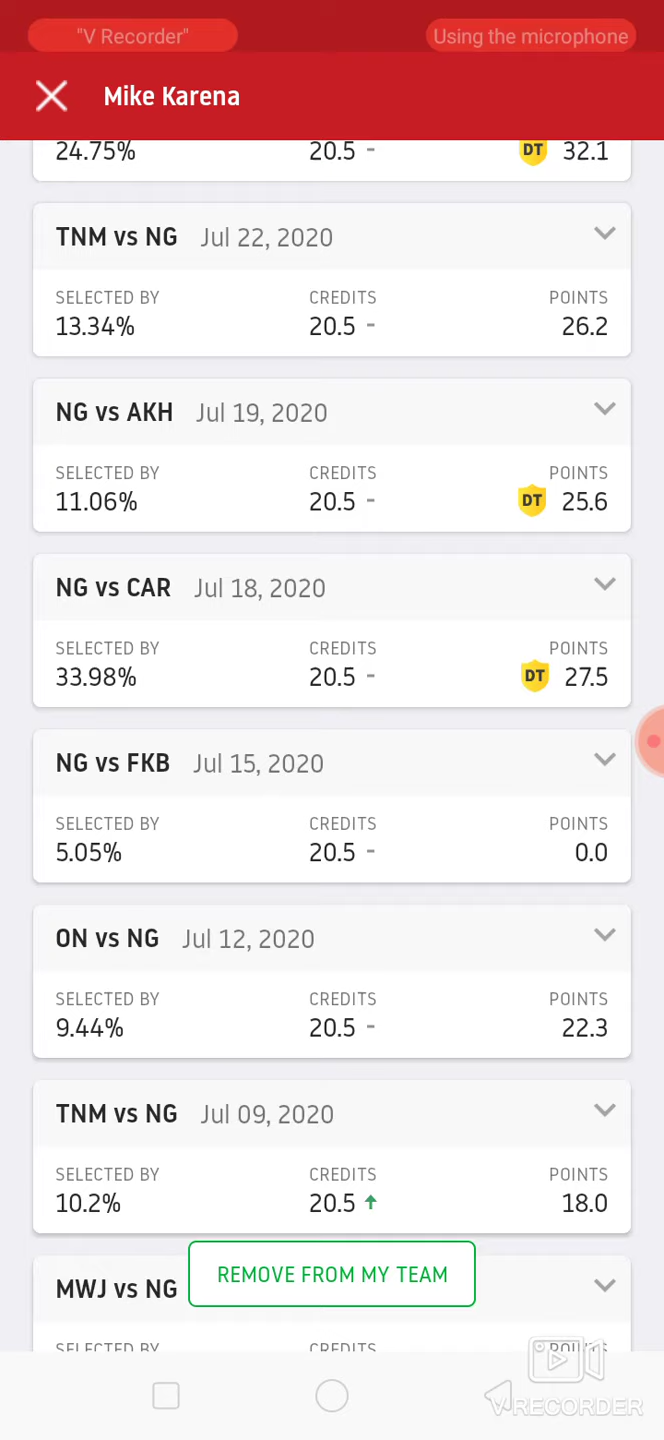 "V Recorder" Using the microphone
Mike Karena
24.75% 20.5 - DT 32.1
TNM vs NG Jul 22, 2020
SELECTED BY CREDITS POINTS
13.34% 20.5 - 26.2
NG vs AKH Jul 19, 2020
SELECTED BY CREDITS POINTS
11.06% 20.5 - DT 25.6
NG vs CAR Jul 18, 2020
SELECTED BY CREDITS POINTS
33.98% 20.5 - DT 27.5
NG vs FKB Jul 15, 2020
SELECTED BY CREDITS POINTS
5.05% 20.5 - 0.0
ON vs NG Jul 12, 2020
SELECTED BY CREDITS POINTS
9.44% 20.5 - 22.3
TNM vs NG Jul 09, 2020
SELECTED BY CREDITS POINTS
10.2% 20.5 18.0
REMOVE FROM MY TEAM
MWJ vs NG
SELECTED BY CREDITS POINTS
VRECORDER